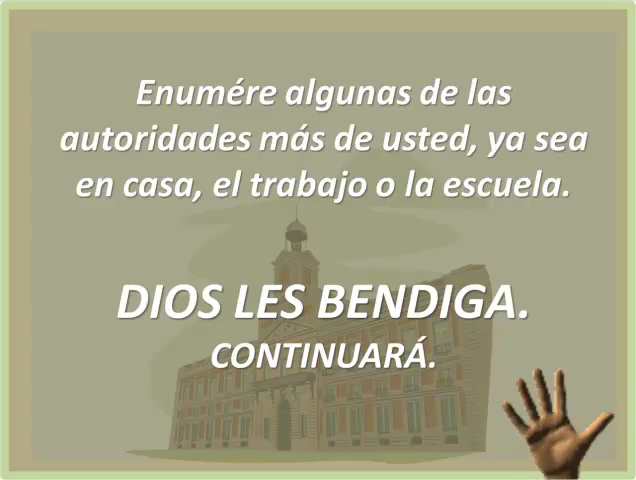 Enumére algunas de las
autoridades más de usted, ya sea
en casa, el trabajo o la escuela.
DIOS LES BENDIGA.
CONTINUARÁ.